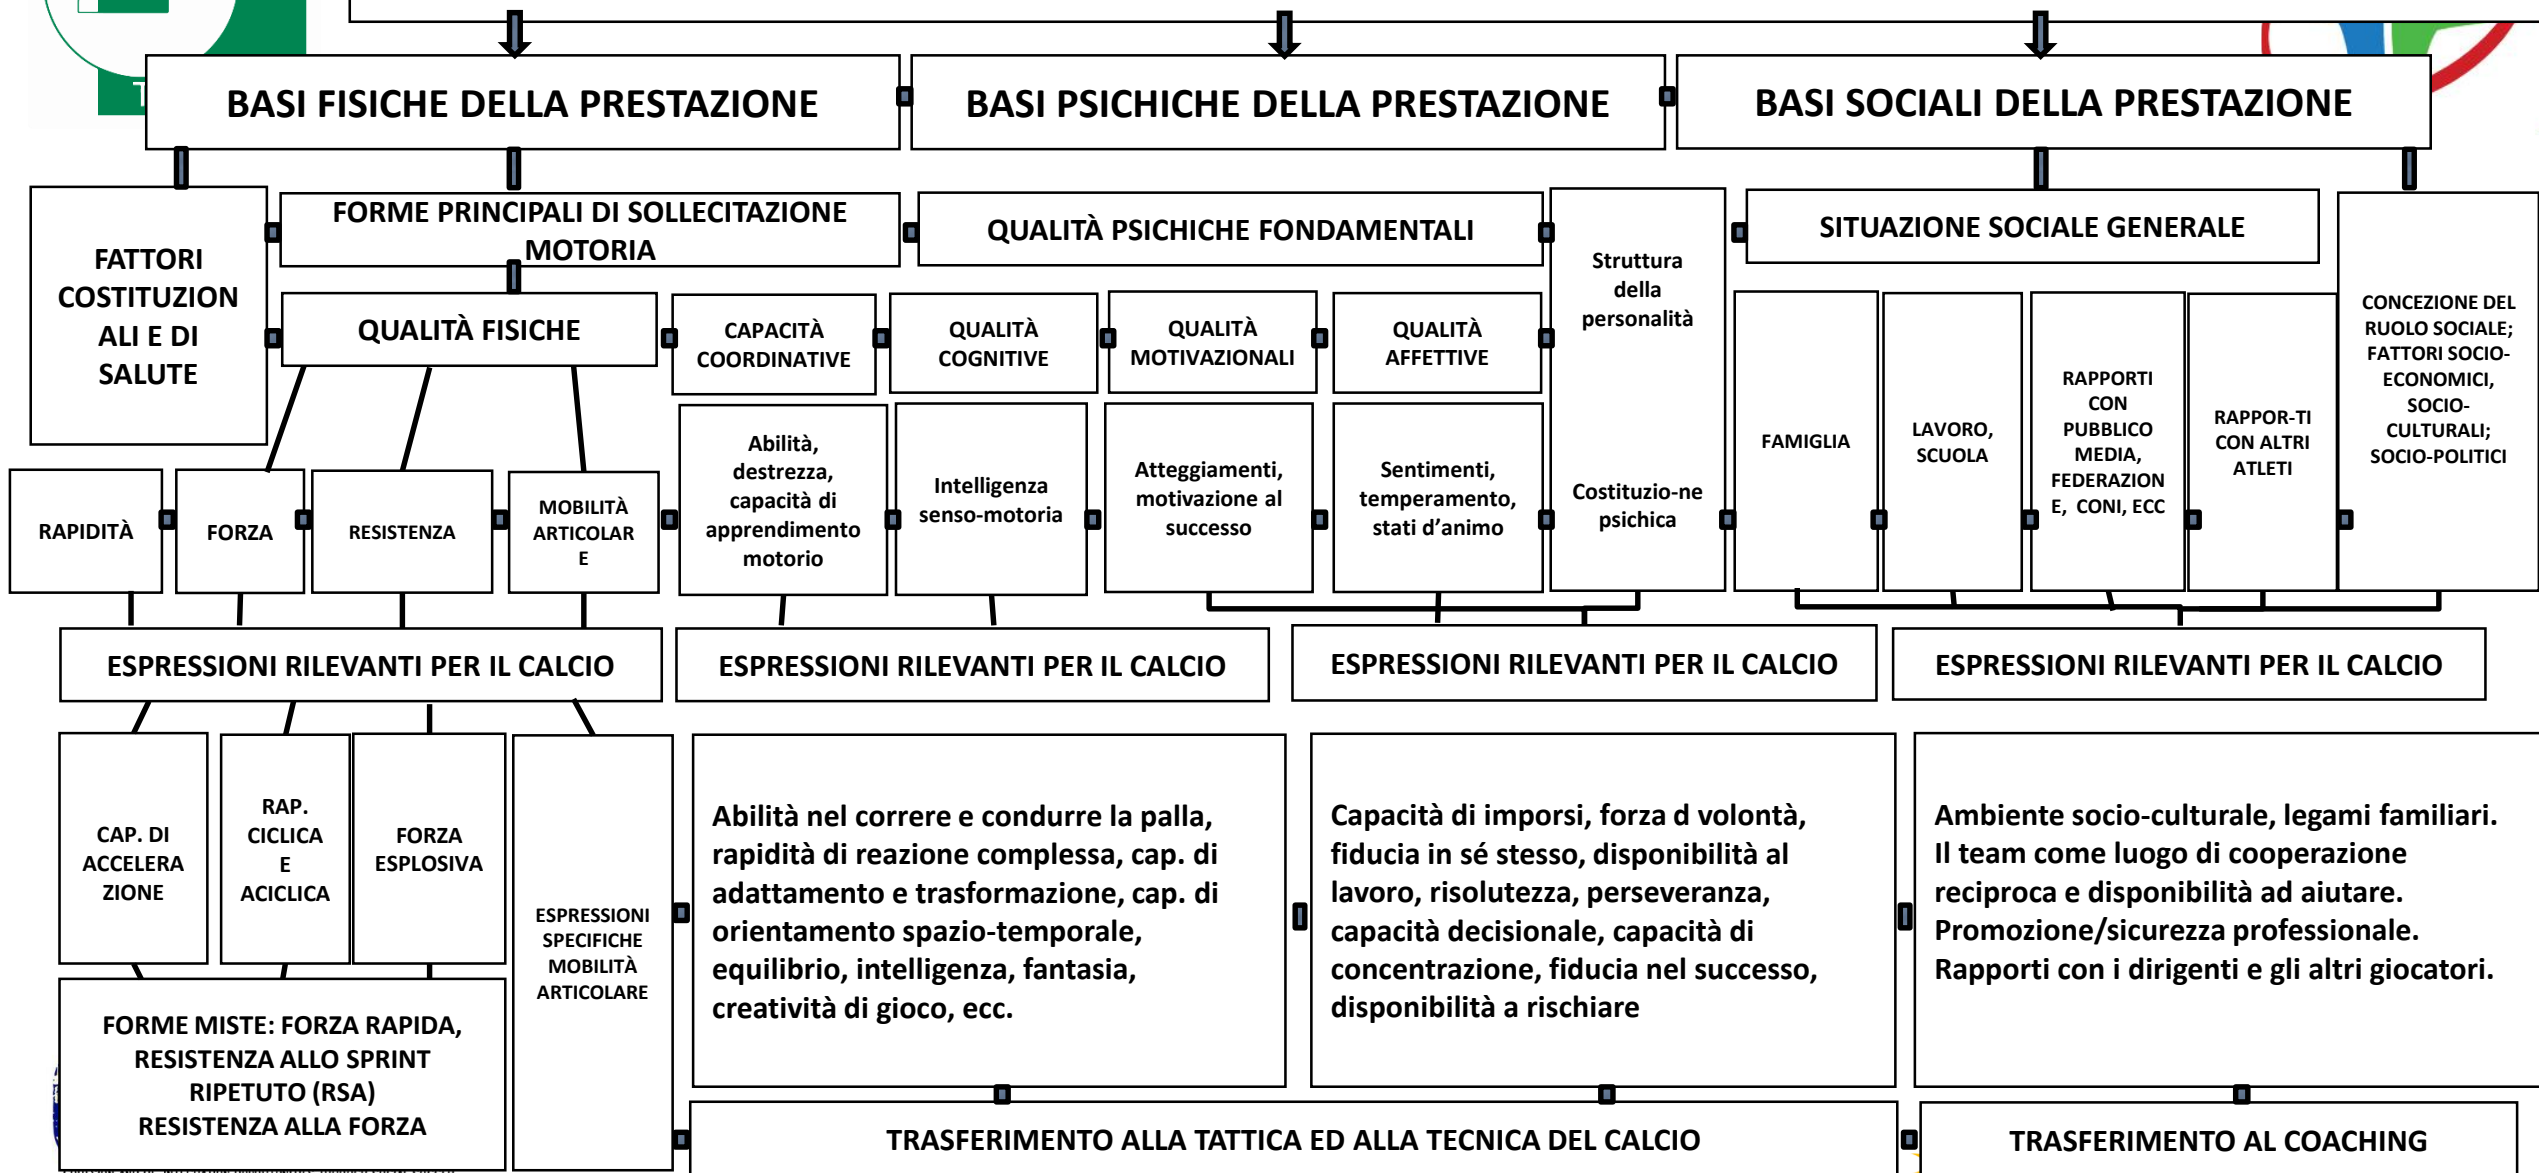 BASI FISICHE DELLA PRESTAZIONE
BASI PSICHICHE DELLA PRESTAZIONE
BASI SOCIALI DELLA PRESTAZIONE
FATTORI
COSTITUZION
ALI E DI
SALUTE
FORME PRINCIPALI DI SOLLECITAZIONE
MOTORIA
QUALITÀ PSICHICHE FONDAMENTALI
Struttura
della
personalità
Costituzio-ne
psichica
SITUAZIONE SOCIALE GENERALE
CONCEZIONE DEL
RUOLO SOCIALE;
FATTORI SOCIO-
ECONOMICI,
SOCIO-
CULTURALI;
SOCIO-POLITICI
QUALITÀ FISICHE
CAPACITÀ
COORDINATIVE
QUALITÀ
COGNITIVE
QUALITÀ
MOTIVAZIONALI
QUALITÀ
AFFETTIVE
FAMIGLIA
LAVORO,
SCUOLA
RAPPORTI
CON
PUBBLICO
MEDIA,
FEDERAZION
E, CONI, ECC
RAPPOR-TI
CON ALTRI
ATLETI
RAPIDITÀ
FORZA
RESISTENZA
MOBILITÀ
ARTICOLAR
E
Abilità,
destrezza,
capacità di
apprendimento
motorio
Intelligenza
senso-motoria
Atteggiamenti,
motivazione al
successo
Sentimenti,
temperamento,
stati d'animo
ESPRESSIONI RILEVANTI PER IL CALCIO
ESPRESSIONI RILEVANTI PER IL CALCIO
ESPRESSIONI RILEVANTI PER IL CALCIO
ESPRESSIONI RILEVANTI PER IL CALCIO
CAP. DI
ACCELERA
ZIONE
RAP.
CICLICA
E
ACICLICA
FORZA
ESPLOSIVA
ESPRESSIONI
SPECIFICHE
MOBILITÀ
ARTICOLARE
Abilità nel correre e condurre la palla,
rapidità di reazione complessa, cap. di
adattamento e trasformazione, cap. di
orientamento spazio-temporale,
equilibrio, intelligenza, fantasia,
creatività di gioco, ecc.
Capacità di imporsi, forza d volontà,
fiducia in sé stesso, disponibilità al
lavoro, risolutezza, perseveranza,
capacità decisionale, capacità di
concentrazione, fiducia nel successo,
disponibilità a rischiare
Ambiente socio-culturale, legami familiari.
Il team come luogo di cooperazione
reciproca e disponibilità ad aiutare.
Promozione/sicurezza professionale.
Rapporti con i dirigenti e gli altri giocatori.
FORME MISTE: FORZA RAPIDA,
RESISTENZA ALLO SPRINT
RIPETUTO (RSA)
RESISTENZA ALLA FORZA
TRASFERIMENTO ALLA TATTICA ED ALLA TECNICA DEL CALCIO
TRASFERIMENTO AL COACHING